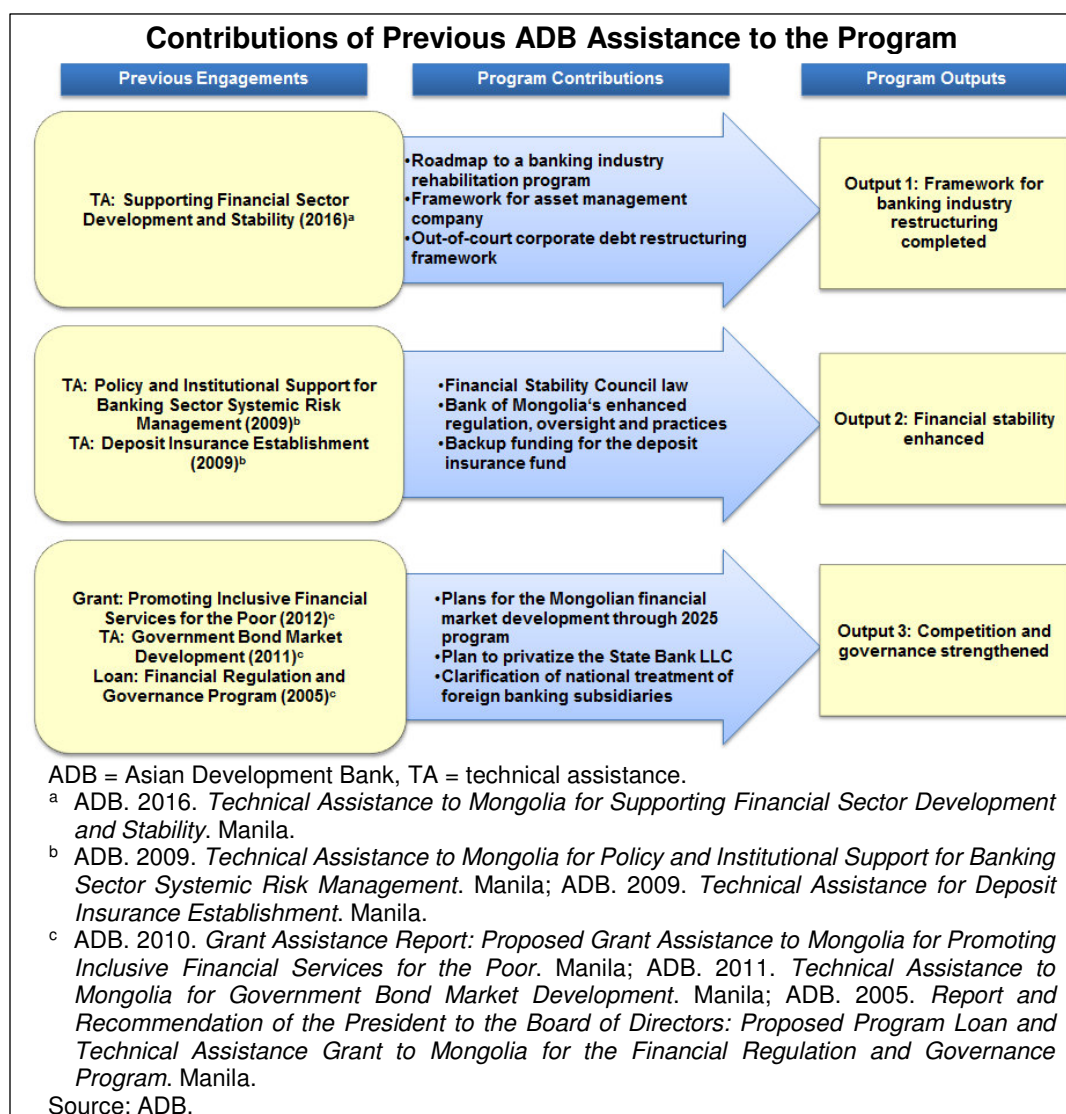 Contributions of Previous ADB Assistance to the Program
Previous Engagements
Program Contributions
Program Outputs
TA: Supporting Financial Sector
Development and Stability (2016)ᵃ
•Roadmap to a banking industry
rehabilitation program
•Framework for asset management
company
•Out-of-court corporate debt restructuring
framework
Output 1: Framework for
banking industry
restructuring
completed
TA: Policy and Institutional Support for
Banking Sector Systemic Risk
Management (2009)ᵇ
TA: Deposit Insurance Establishment
(2009)ᵇ
•Financial Stability Council law
•Bank of Mongolia‘s enhanced
regulation, oversight and practices
•Backup funding for the deposit
insurance fund
Output 2: Financial stability
enhanced
Grant: Promoting Inclusive Financial
Services for the Poor (2012)ᶜ
TA: Government Bond Market
Development (2011)ᶜ
Loan: Financial Regulation and
Governance Program (2005)ᶜ
•Plans for the Mongolian financial
market development through 2025
program
•Plan to privatize the State Bank LLC
•Clarification of national treatment of
foreign banking subsidiaries
Output 3: Competition and
governance strengthened
ADB = Asian Development Bank, TA = technical assistance.
ᵃ ADB. 2016. Technical Assistance to Mongolia for Supporting Financial Sector Development
and Stability. Manila.
ᵇ ADB. 2009. Technical Assistance to Mongolia for Policy and Institutional Support for Banking
Sector Systemic Risk Management. Manila; ADB. 2009. Technical Assistance for Deposit
Insurance Establishment. Manila.
ᶜ ADB. 2010. Grant Assistance Report: Proposed Grant Assistance to Mongolia for Promoting
Inclusive Financial Services for the Poor. Manila; ADB. 2011. Technical Assistance to
Mongolia for Government Bond Market Development. Manila; ADB. 2005. Report and
Recommendation of the President to the Board of Directors: Proposed Program Loan and
Technical Assistance Grant to Mongolia for the Financial Regulation and Governance
Program. Manila.
Source: ADB.